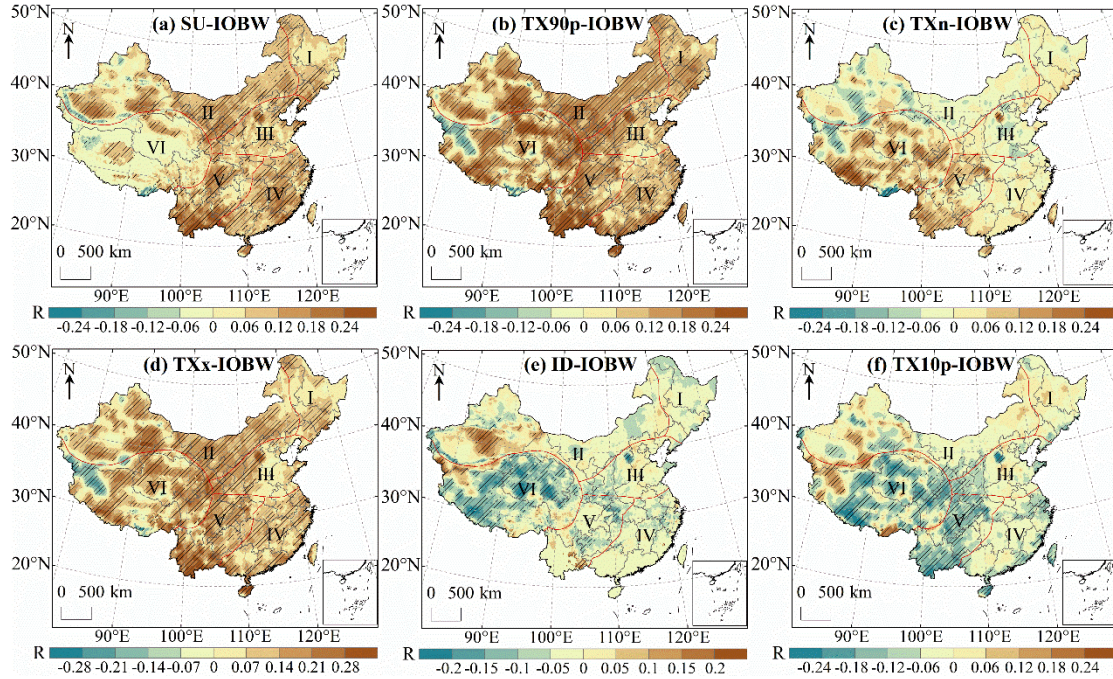 (a) SU-IOBW
(b) TX90p-IOBW
(c) TXn-IOBW
50°N N I
50°N N I
50°N N I
40°N II III
40°N II III
40°N II III
30°N VI V IV
30°N VI V IV
30°N VI V IV
20°N
20°N
20°N
0 500 km
0 500 km
0 500 km
90°E 100°E 110°E 120°E
90°E 100°E 110°E 120°E
90°E 100°E 110°E 120°E
R -0.24 -0.18 -0.12 -0.06 0 0.06 0.12 0.18 0.24
R -0.24 -0.18 -0.12 -0.06 0 0.06 0.12 0.18 0.24
R -0.24 -0.18 -0.12 -0.06 0 0.06 0.12 0.18 0.24
(d) TXx-IOBW
(e) ID-IOBW
(f) TX10p-IOBW
50°N N I
50°N N I
50°N N I
40°N II III
40°N II III
40°N II III
30°N VI V IV
30°N VI V IV
30°N VI V IV
20°N
20°N
20°N
0 500 km
0 500 km
0 500 km
90°E 100°E 110°E 120°E
90°E 100°E 110°E 120°E
90°E 100°E 110°E 120°E
R -0.28 -0.21 -0.14 -0.07 0 0.07 0.14 0.21 0.28
R -0.2 -0.15 -0.1 -0.05 0 0.05 0.1 0.15 0.2
R -0.24 -0.18 -0.12 -0.06 0 0.06 0.12 0.18 0.24